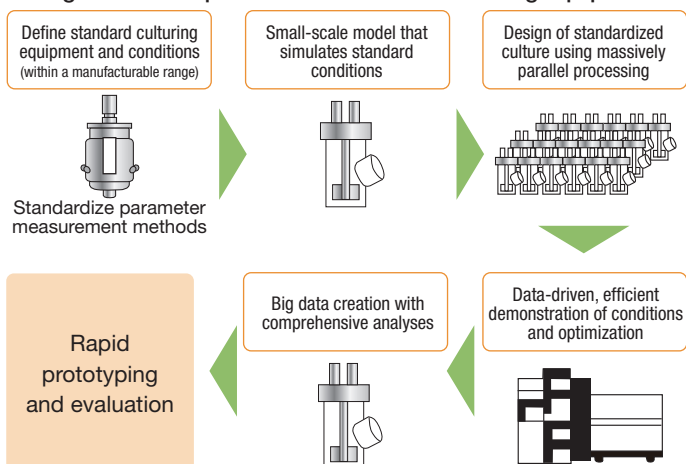 Define standard culturing
equipment and conditions
(within a manufacturable range)
Standardize parameter
measurement methods
Small-scale model that
simulates standard
conditions
Design of standardized
culture using massively
parallel processing
Data-driven, efficient
demonstration of conditions
and optimization
Big data creation with
comprehensive analyses
Rapid
prototyping
and evaluation